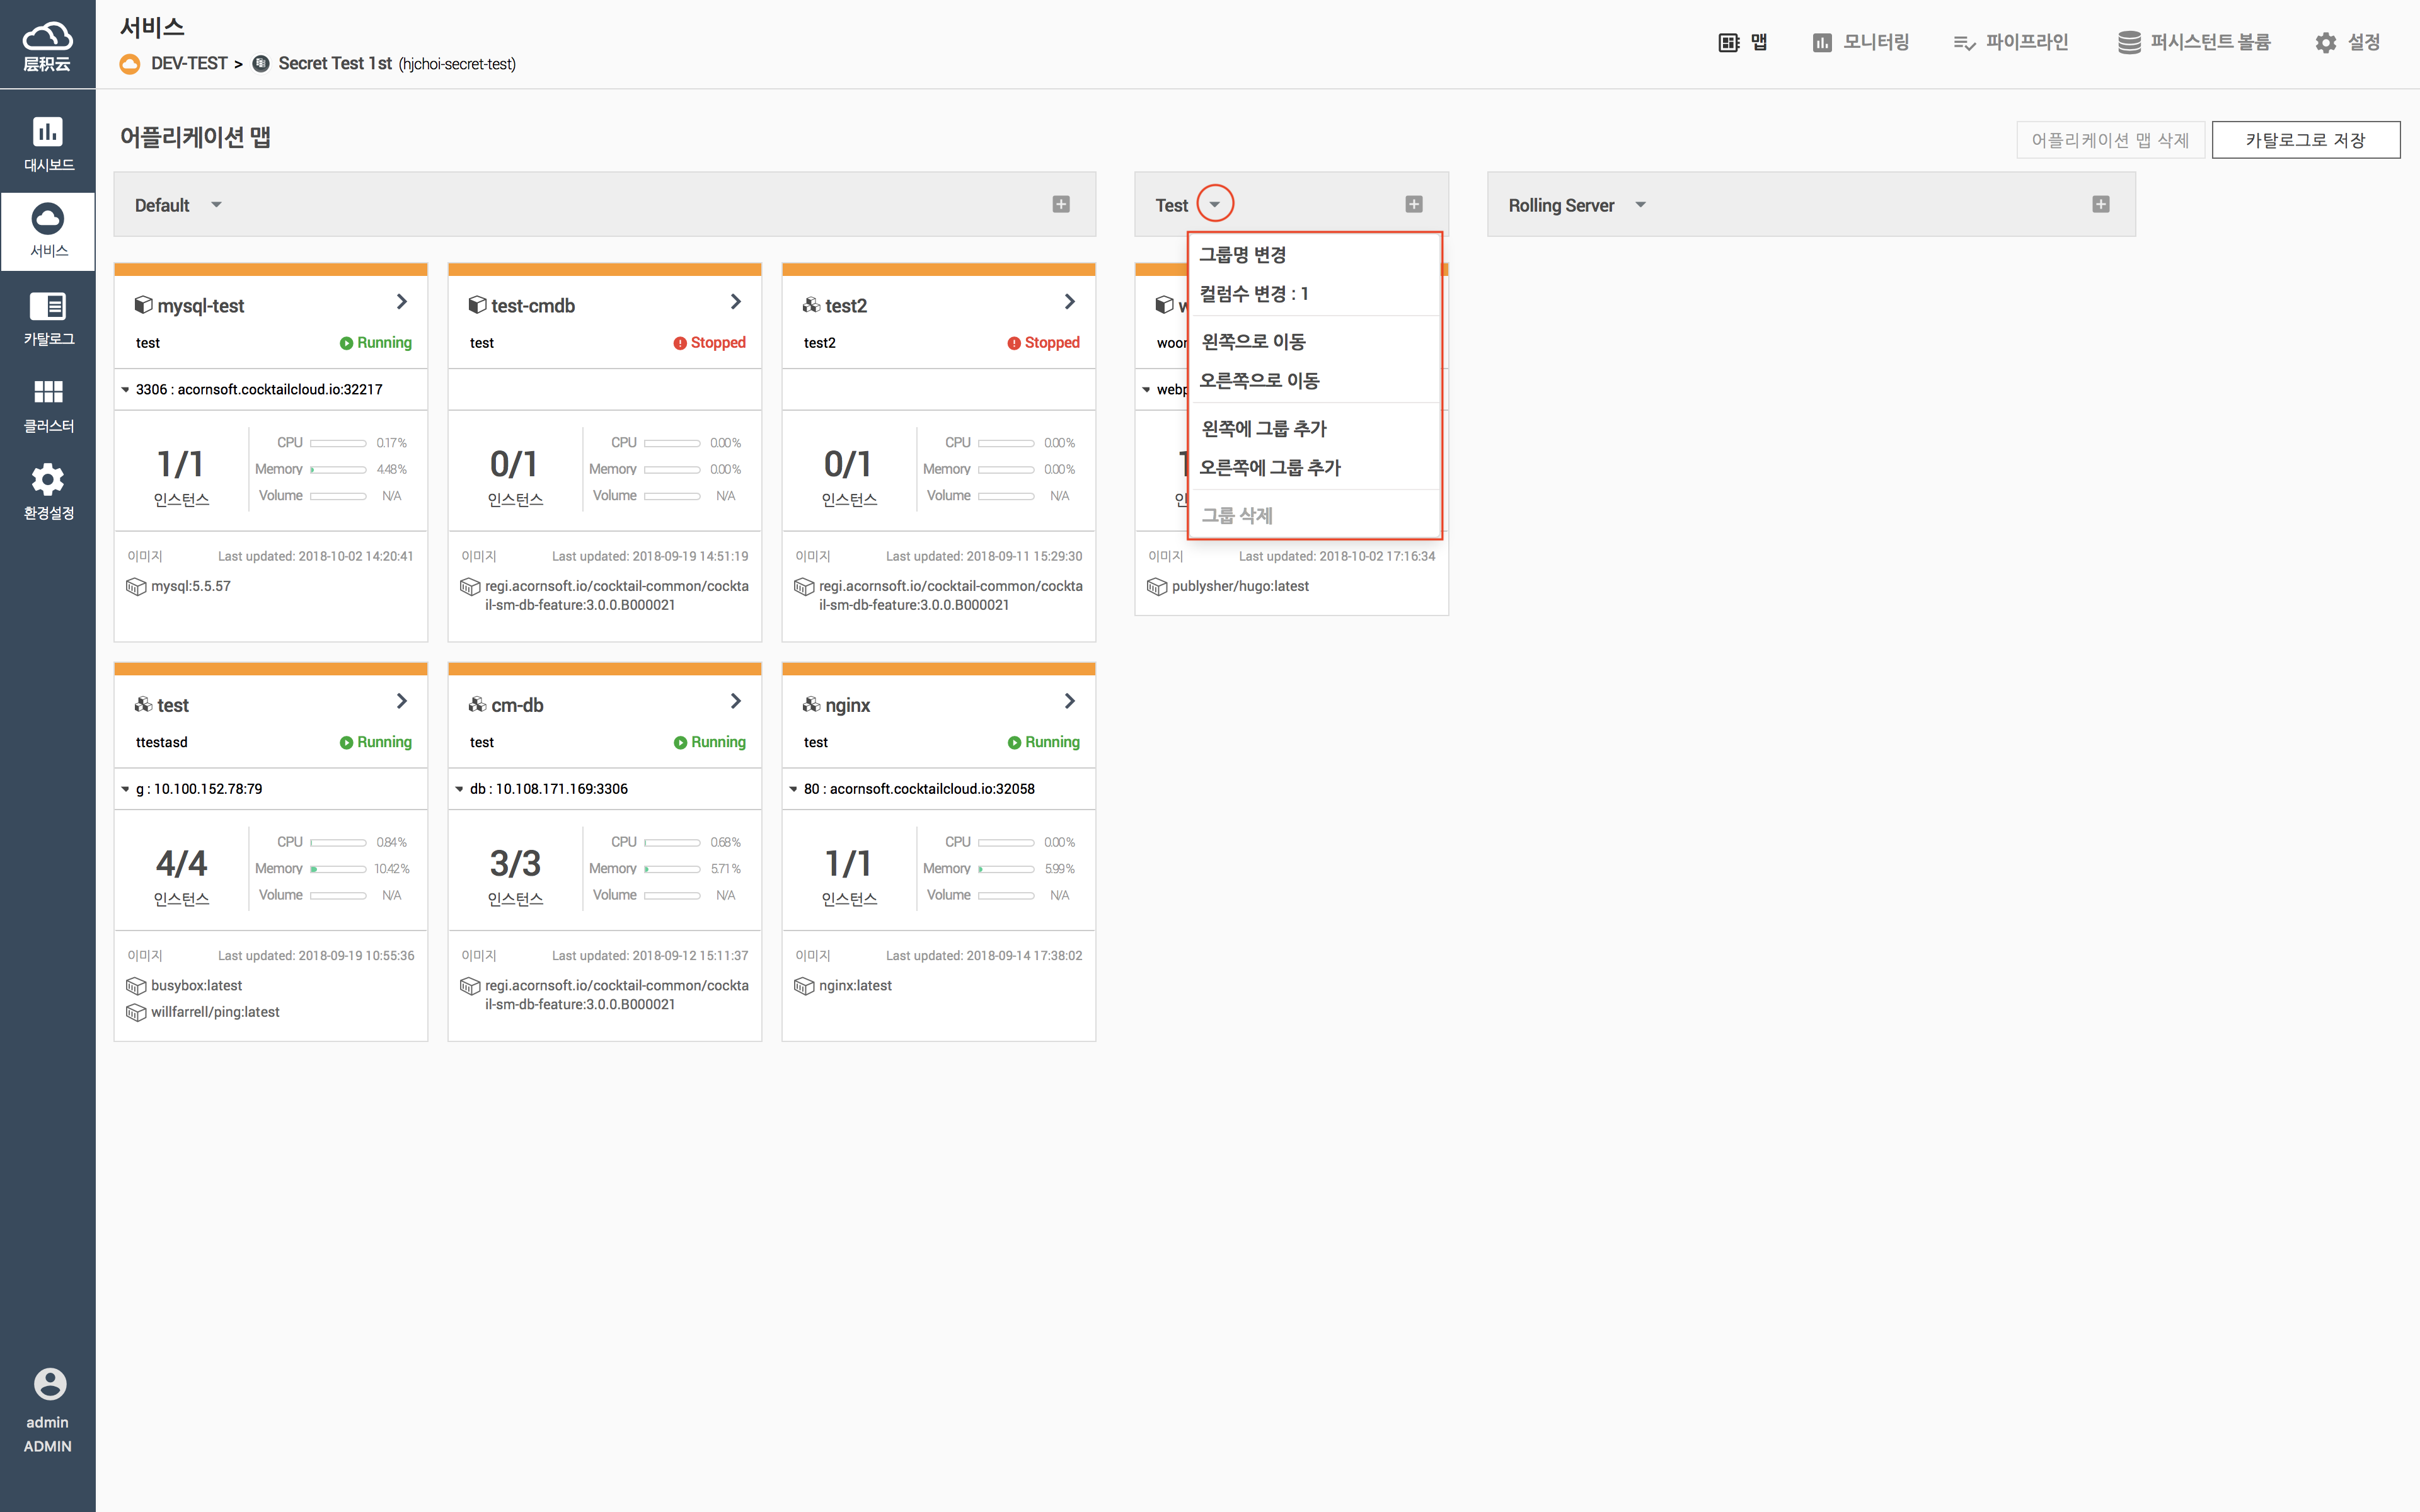 层积云
서비스
DEV-TEST > Secret Test 1st (hjchoi-secret-test)
맵
모니터링
파이프라인
퍼시스턴트 볼륨
설정
대시보드
서비스
카탈로그
클러스터
환경설정
admin
ADMIN
어플리케이션 맵
어플리케이션 맵 삭제
카탈로그로 저장
Default
Test
Rolling Server
그룹명 변경
컬럼수 변경 : 1
왼쪽으로 이동
오른쪽으로 이동
왼쪽에 그룹 추가
오른쪽에 그룹 추가
그룹 삭제
mysql-test
test
Running
3306 : acornsoft.cocktailcloud.io:32217
1/1
인스턴스
CPU 0.17%
Memory 4.48%
Volume N/A
이미지
Last updated: 2018-10-02 14:20:41
mysql:5.5.57
test-cmdb
test
Stopped
0/1
인스턴스
CPU 0.00%
Memory 0.00%
Volume N/A
이미지
Last updated: 2018-09-19 14:51:19
regi.acornsoft.io/cocktail-common/cockta
il-sm-db-feature:3.0.0.B000021
test2
test2
Stopped
0/1
인스턴스
CPU 0.00%
Memory 0.00%
Volume N/A
이미지
Last updated: 2018-09-11 15:29:30
regi.acornsoft.io/cocktail-common/cockta
il-sm-db-feature:3.0.0.B000021
이미지
Last updated: 2018-10-02 17:16:34
publysher/hugo:latest
test
ttestasd
Running
g : 10.100.152.78:79
4/4
인스턴스
CPU 0.84%
Memory 10.42%
Volume N/A
이미지
Last updated: 2018-09-19 10:55:36
busybox:latest
willfarrell/ping:latest
cm-db
test
Running
db : 10.108.171.169:3306
3/3
인스턴스
CPU 0.68%
Memory 5.71%
Volume N/A
이미지
Last updated: 2018-09-12 15:11:37
regi.acornsoft.io/cocktail-common/cockta
il-sm-db-feature:3.0.0.B000021
nginx
test
Running
80 : acornsoft.cocktailcloud.io:32058
1/1
인스턴스
CPU 0.00%
Memory 5.99%
Volume N/A
이미지
Last updated: 2018-09-14 17:38:02
nginx:latest